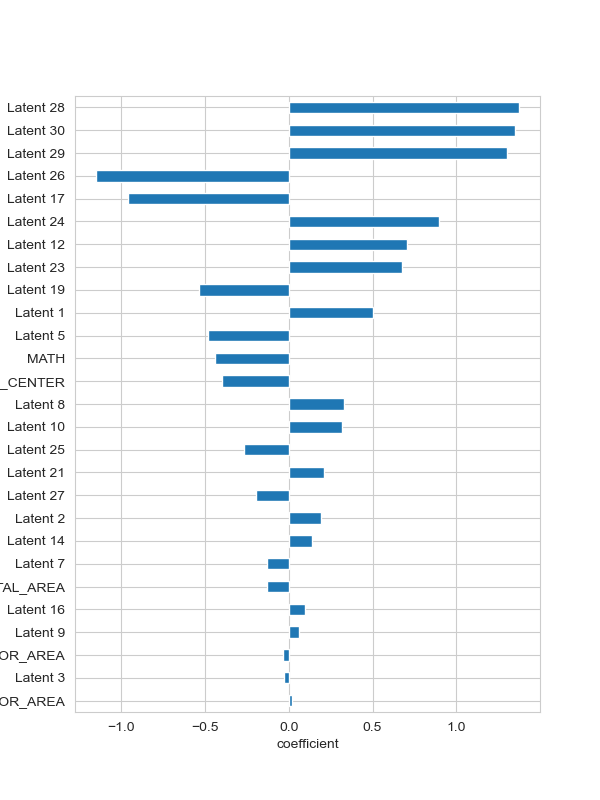 Latent 28
Latent 30
Latent 29
Latent 26
Latent 17
Latent 24
Latent 12
Latent 23
Latent 19
Latent 1
Latent 5
MATH
_CENTER
Latent 8
Latent 10
Latent 25
Latent 21
Latent 27
Latent 2
Latent 14
Latent 7
TAL_AREA
Latent 16
Latent 9
OR_AREA
Latent 3
OR_AREA
−1.0 −0.5 0.0 0.5 1.0
coefficient